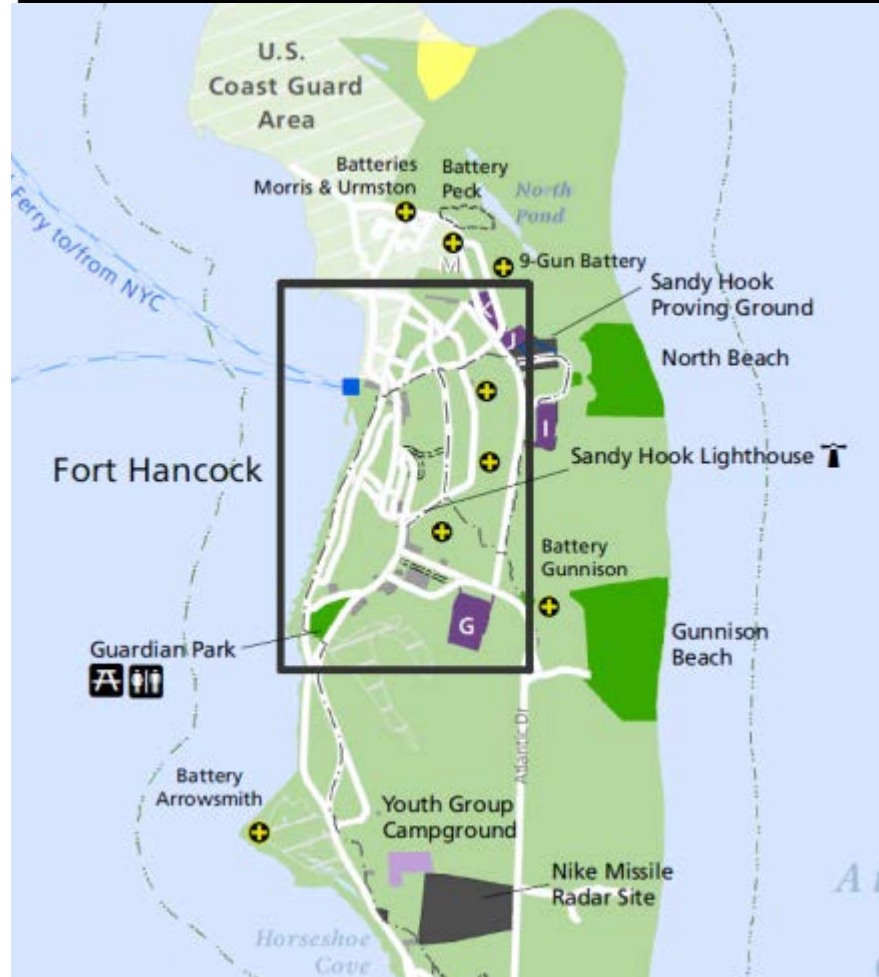 U.S.
Coast Guard
Area
Batteries
Morris & Urmston
Battery
Peck
North
Pond
9-Gun Battery
M
K
J
Sandy Hook
Proving Ground
North Beach
Ferry to/from NYC
I
Fort Hancock
Sandy Hook Lighthouse
Battery
Gunnison
G
Guardian Park
Gunnison
Beach
Atlantic Dr
Battery
Arrowsmith
Youth Group
Campground
Nike Missile
Radar Site
A
Horseshoe
Cove